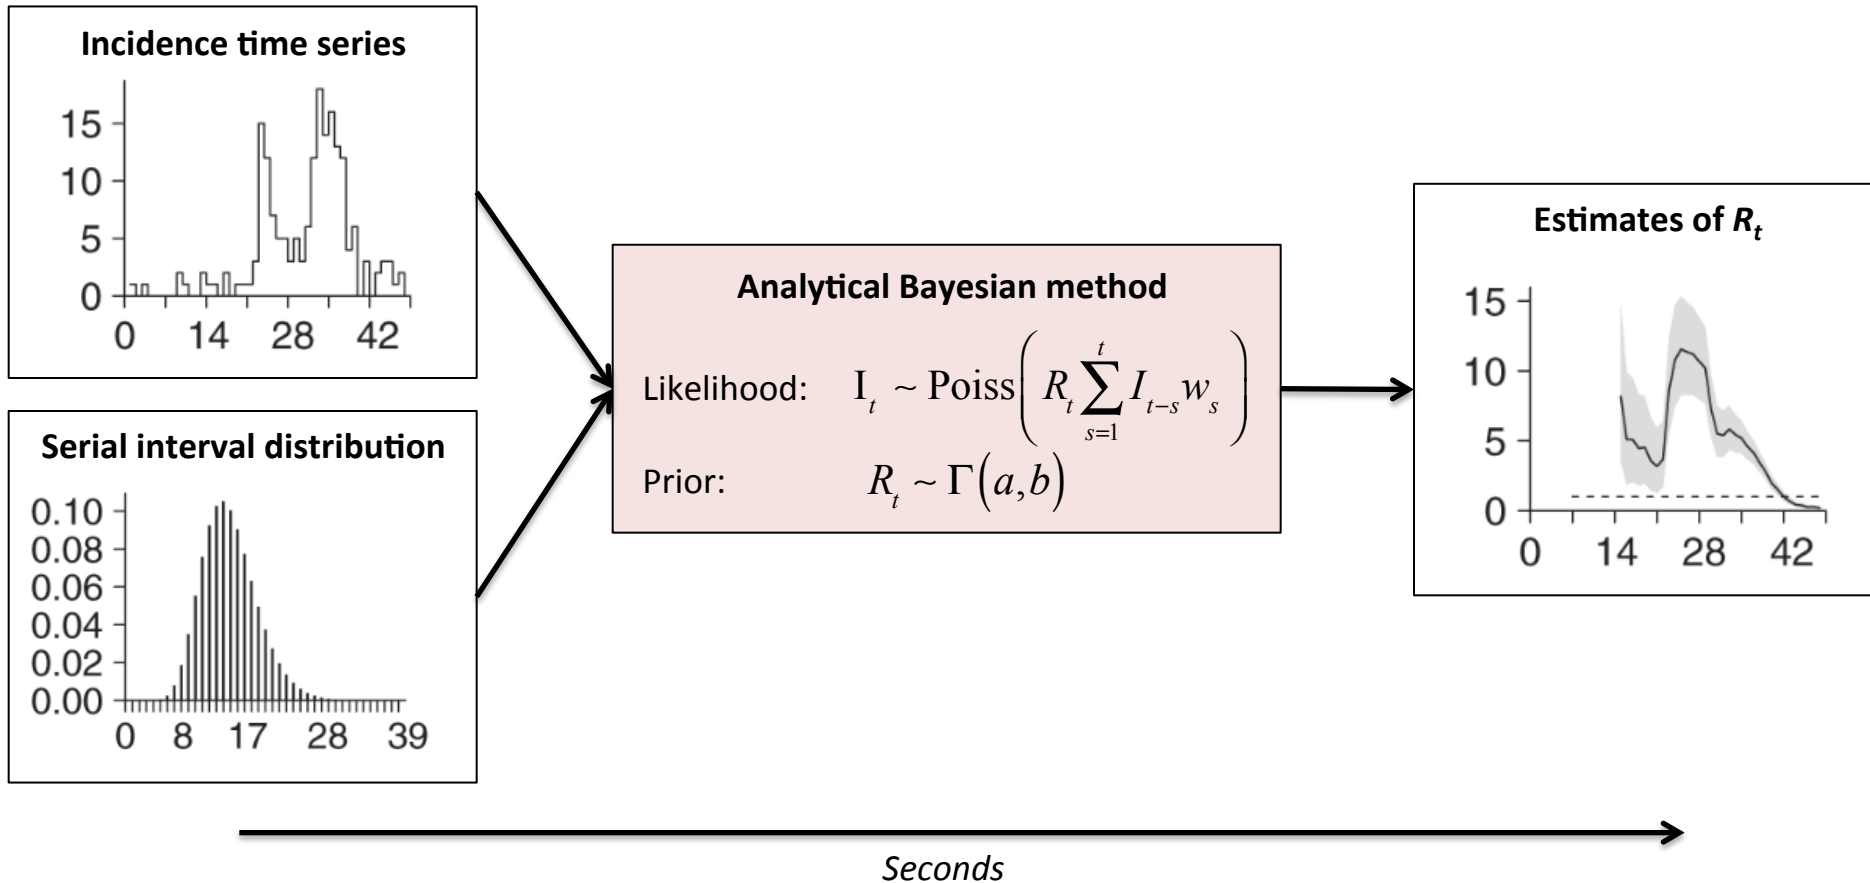 Incidence time series
15
10
5
0
0 14 28 42
Serial interval distribution
0.10
0.08
0.06
0.04
0.02
0.00
0 8 17 28 39
Analytical Bayesian method
Likelihood: I_t ~ Poiss( R_t ∑_{s=1}^{t} I_{t−s} w_s )
Prior: R_t ~ Γ(a,b)
Estimates of R_t
15
10
5
0
0 14 28 42
Seconds